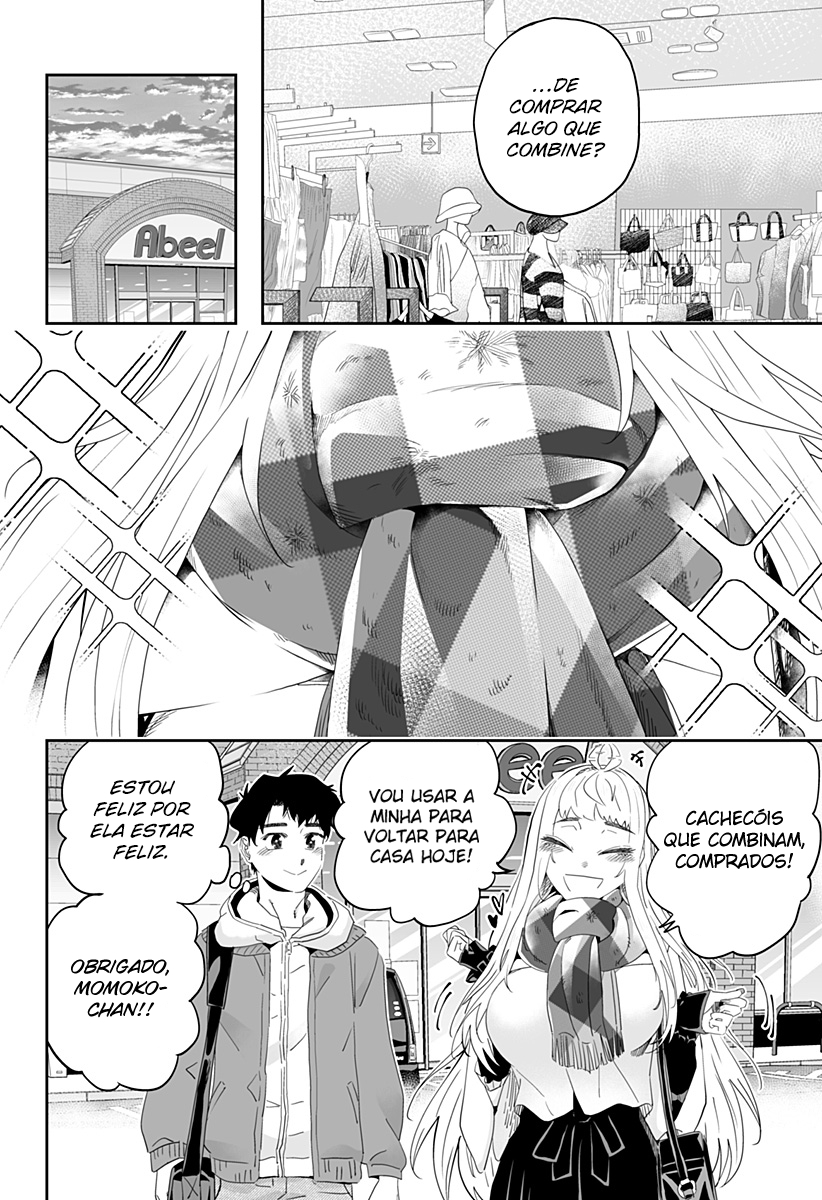 ...DE
COMPRAR
ALGO QUE
COMBINE?
Abeel
CACHECÓIS
QUE COMBINAM,
COMPRADOS!
VOU USAR A
MINHA PARA
VOLTAR PARA
CASA HOJE!
ESTOU
FELIZ POR
ELA ESTAR
FELIZ.
OBRIGADO,
MOMOKO-
CHAN!!